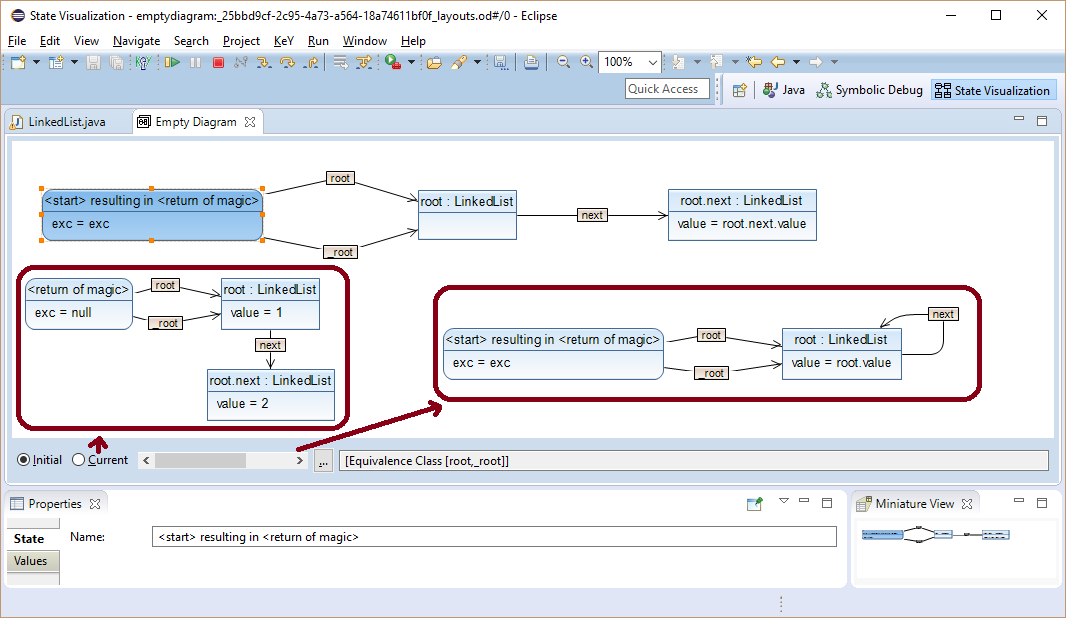 State Visualization - emptydiagram:_25bbd9cf-2c95-4a73-a564-18a74611bf0f_layouts.od#/0 - Eclipse
File Edit View Navigate Search Project KeY Run Window Help
100%
Quick Access Java Symbolic Debug State Visualization
LinkedList.java Empty Diagram
root
<start> resulting in <return of magic> root : LinkedList root.next : LinkedList
exc = exc next value = root.next.value
_root
<return of magic> root root : LinkedList
exc = null _root value = 1
next
root.next : LinkedList
value = 2
next
<start> resulting in <return of magic> root root : LinkedList
exc = exc _root value = root.value
Initial Current ... [Equivalence Class [root,_root]]
Properties Miniature View
State Name: <start> resulting in <return of magic>
Values